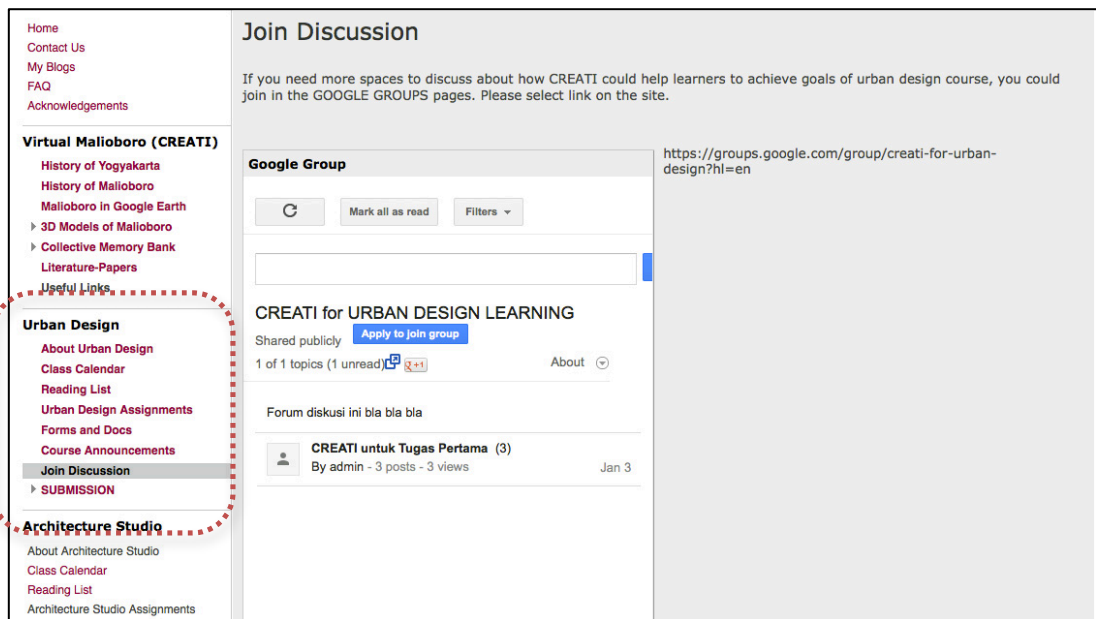 Home
Contact Us
My Blogs
FAQ
Acknowledgements
Virtual Malioboro (CREATI)
History of Yogyakarta
History of Malioboro
Malioboro in Google Earth
3D Models of Malioboro
Collective Memory Bank
Literature-Papers
Useful Links
Urban Design
About Urban Design
Class Calendar
Reading List
Urban Design Assignments
Forms and Docs
Course Announcements
Join Discussion
SUBMISSION
Architecture Studio
About Architecture Studio
Class Calendar
Reading List
Architecture Studio Assignments
Join Discussion
If you need more spaces to discuss about how CREATI could help learners to achieve goals of urban design course, you could
join in the GOOGLE GROUPS pages. Please select link on the site.
Google Group
Mark all as read
Filters
CREATI for URBAN DESIGN LEARNING
Shared publicly Apply to join group
1 of 1 topics (1 unread) +1 About
Forum diskusi ini bla bla bla
CREATI untuk Tugas Pertama (3)
By admin - 3 posts - 3 views Jan 3
https://groups.google.com/group/creati-for-urban-
design?hl=en